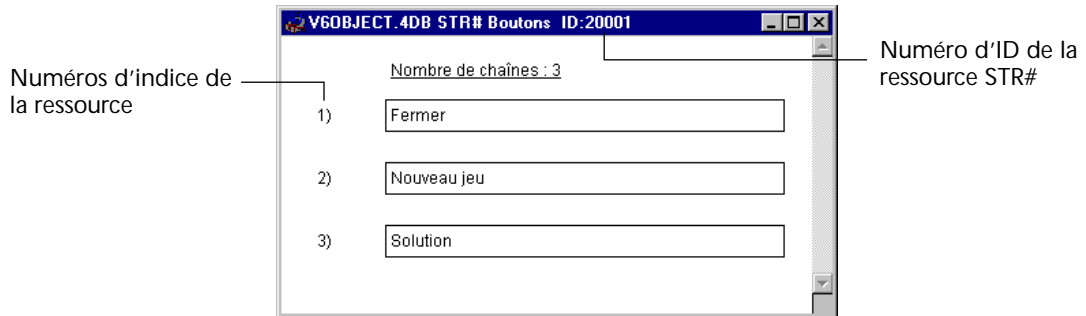 V6OBJECT.4DB STR# Boutons ID:20001
Numéros d'indice de
la ressource
Numéro d'ID de la
ressource STR#
Nombre de chaînes : 3
1) Fermer
2) Nouveau jeu
3) Solution